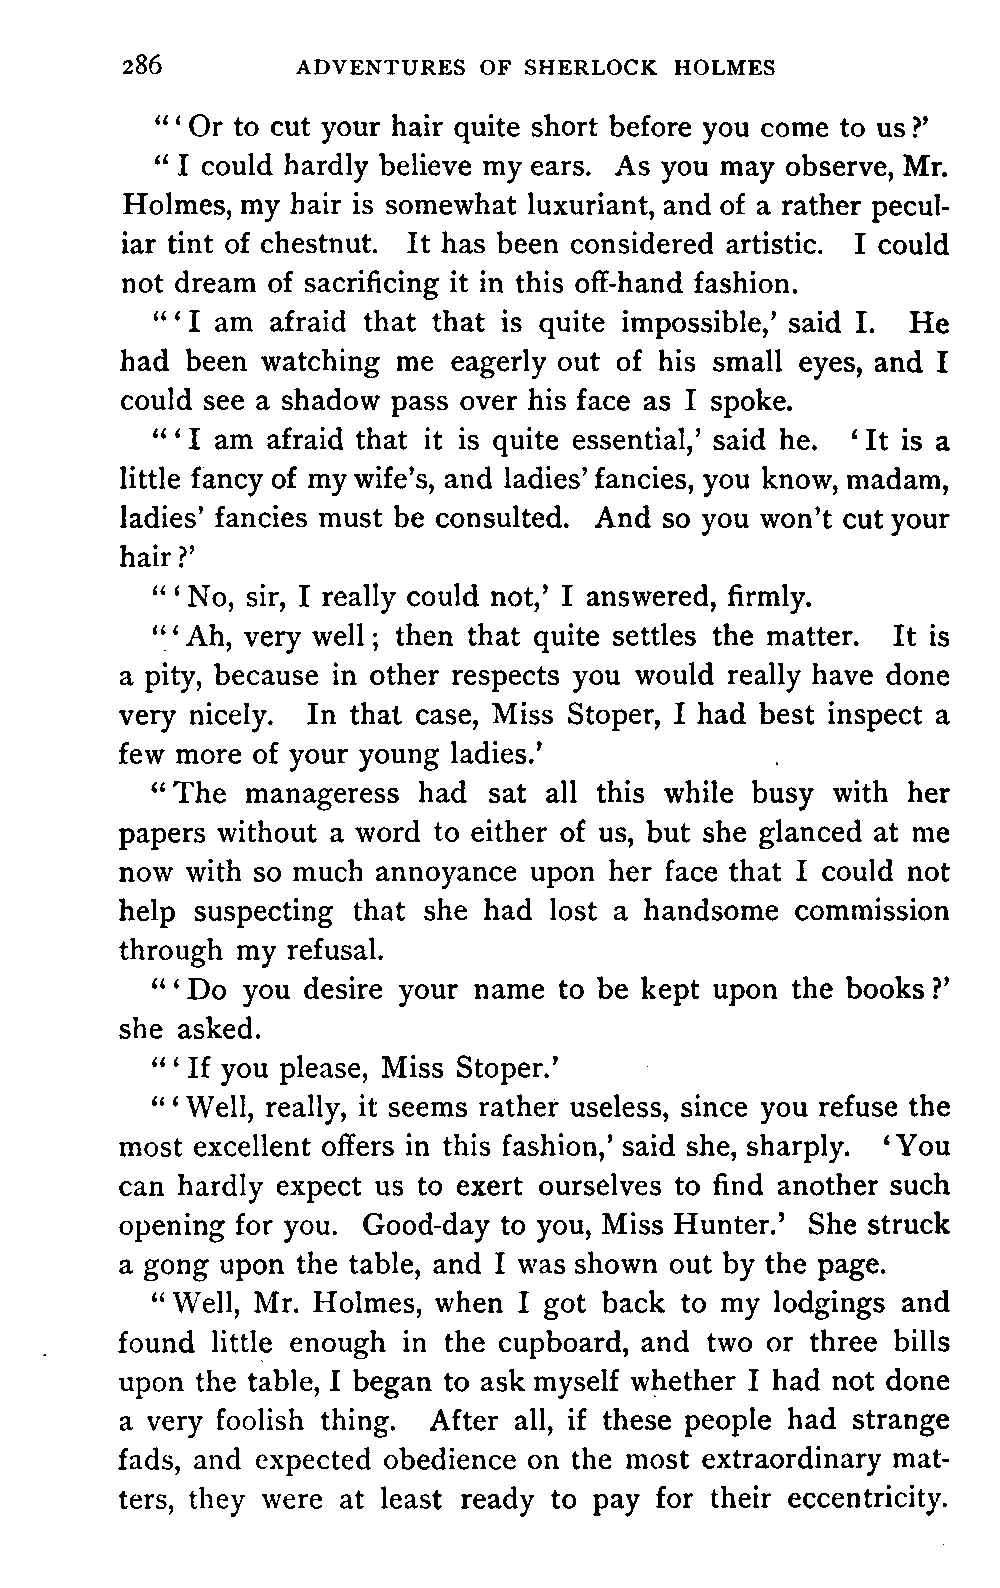 286 ADVENTURES OF SHERLOCK HOLMES
“‘Or to cut your hair quite short before you come to us?’
“I could hardly believe my ears. As you may observe, Mr.
Holmes, my hair is somewhat luxuriant, and of a rather pecul-
iar tint of chestnut. It has been considered artistic. I could
not dream of sacrificing it in this off-hand fashion.
“‘I am afraid that that is quite impossible,’ said I. He
had been watching me eagerly out of his small eyes, and I
could see a shadow pass over his face as I spoke.
“‘I am afraid that it is quite essential,’ said he. ‘It is a
little fancy of my wife’s, and ladies’ fancies, you know, madam,
ladies’ fancies must be consulted. And so you won’t cut your
hair?’
“‘No, sir, I really could not,’ I answered, firmly.
“‘Ah, very well; then that quite settles the matter. It is
a pity, because in other respects you would really have done
very nicely. In that case, Miss Stoper, I had best inspect a
few more of your young ladies.’
“The manageress had sat all this while busy with her
papers without a word to either of us, but she glanced at me
now with so much annoyance upon her face that I could not
help suspecting that she had lost a handsome commission
through my refusal.
“‘Do you desire your name to be kept upon the books?’
she asked.
“‘If you please, Miss Stoper.’
“‘Well, really, it seems rather useless, since you refuse the
most excellent offers in this fashion,’ said she, sharply. ‘You
can hardly expect us to exert ourselves to find another such
opening for you. Good-day to you, Miss Hunter.’ She struck
a gong upon the table, and I was shown out by the page.
“Well, Mr. Holmes, when I got back to my lodgings and
found little enough in the cupboard, and two or three bills
upon the table, I began to ask myself whether I had not done
a very foolish thing. After all, if these people had strange
fads, and expected obedience on the most extraordinary mat-
ters, they were at least ready to pay for their eccentricity.